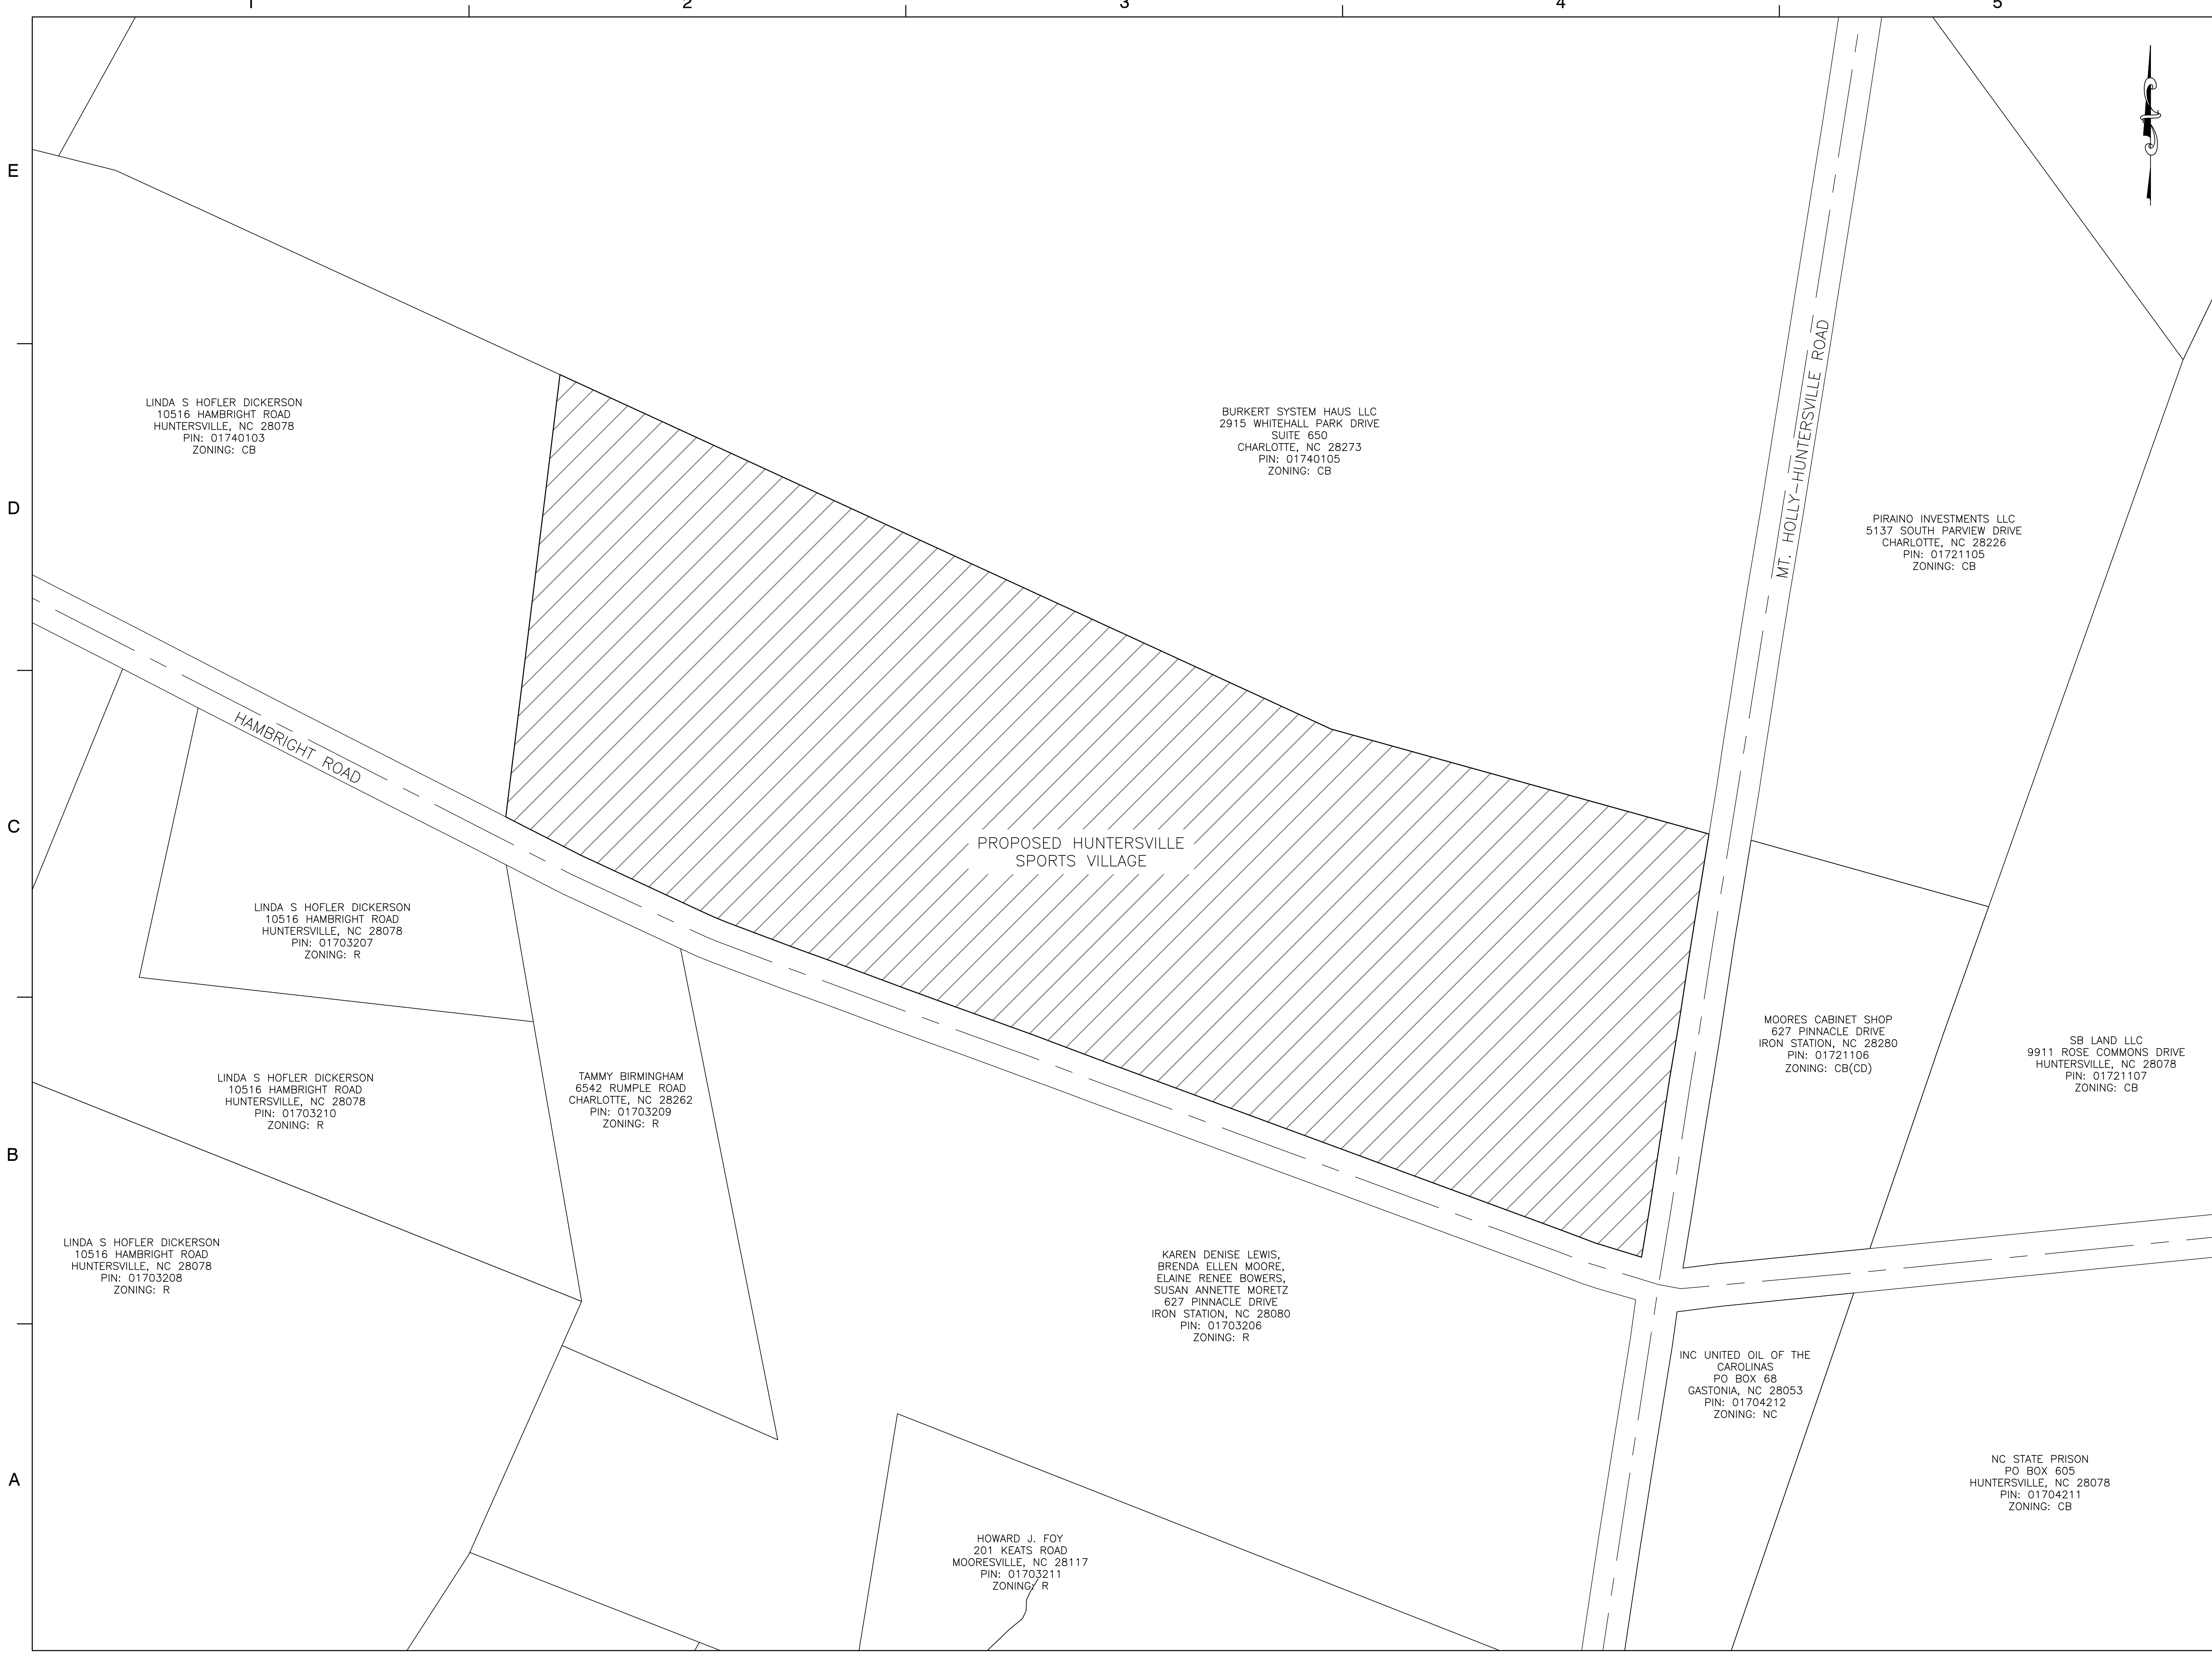 1
2
3
4
5
E
D
C
B
A
LINDA S HOFLER DICKERSON
10516 HAMBRIGHT ROAD
HUNTERSVILLE, NC 28078
PIN: 01740103
ZONING: CB
BURKERT SYSTEM HAUS LLC
2915 WHITEHALL PARK DRIVE
SUITE 650
CHARLOTTE, NC 28273
PIN: 01740105
ZONING: CB
MT. HOLLY-HUNTERSVILLE ROAD
PIRAINO INVESTMENTS LLC
5137 SOUTH PARVIEW DRIVE
CHARLOTTE, NC 28226
PIN: 01721105
ZONING: CB
HAMBRIGHT ROAD
PROPOSED HUNTERSVILLE
SPORTS VILLAGE
LINDA S HOFLER DICKERSON
10516 HAMBRIGHT ROAD
HUNTERSVILLE, NC 28078
PIN: 01703207
ZONING: R
MOORES CABINET SHOP
627 PINNACLE DRIVE
IRON STATION, NC 28280
PIN: 01721106
ZONING: CB(CD)
SB LAND LLC
9911 ROSE COMMONS DRIVE
HUNTERSVILLE, NC 28078
PIN: 01721107
ZONING: CB
LINDA S HOFLER DICKERSON
10516 HAMBRIGHT ROAD
HUNTERSVILLE, NC 28078
PIN: 01703210
ZONING: R
TAMMY BIRMINGHAM
6542 RUMPLE ROAD
CHARLOTTE, NC 28262
PIN: 01703209
ZONING: R
LINDA S HOFLER DICKERSON
10516 HAMBRIGHT ROAD
HUNTERSVILLE, NC 28078
PIN: 01703208
ZONING: R
KAREN DENISE LEWIS,
BRENDA ELLEN MOORE,
ELAINE RENEE BOWERS,
SUSAN ANNETTE MORETZ
627 PINNACLE DRIVE
IRON STATION, NC 28080
PIN: 01703206
ZONING: R
INC UNITED OIL OF THE
CAROLINAS
PO BOX 68
GASTONIA, NC 28053
PIN: 01704212
ZONING: NC
NC STATE PRISON
PO BOX 605
HUNTERSVILLE, NC 28078
PIN: 01704211
ZONING: CB
HOWARD J. FOY
201 KEATS ROAD
MOORESVILLE, NC 28117
PIN: 01703211
ZONING: R